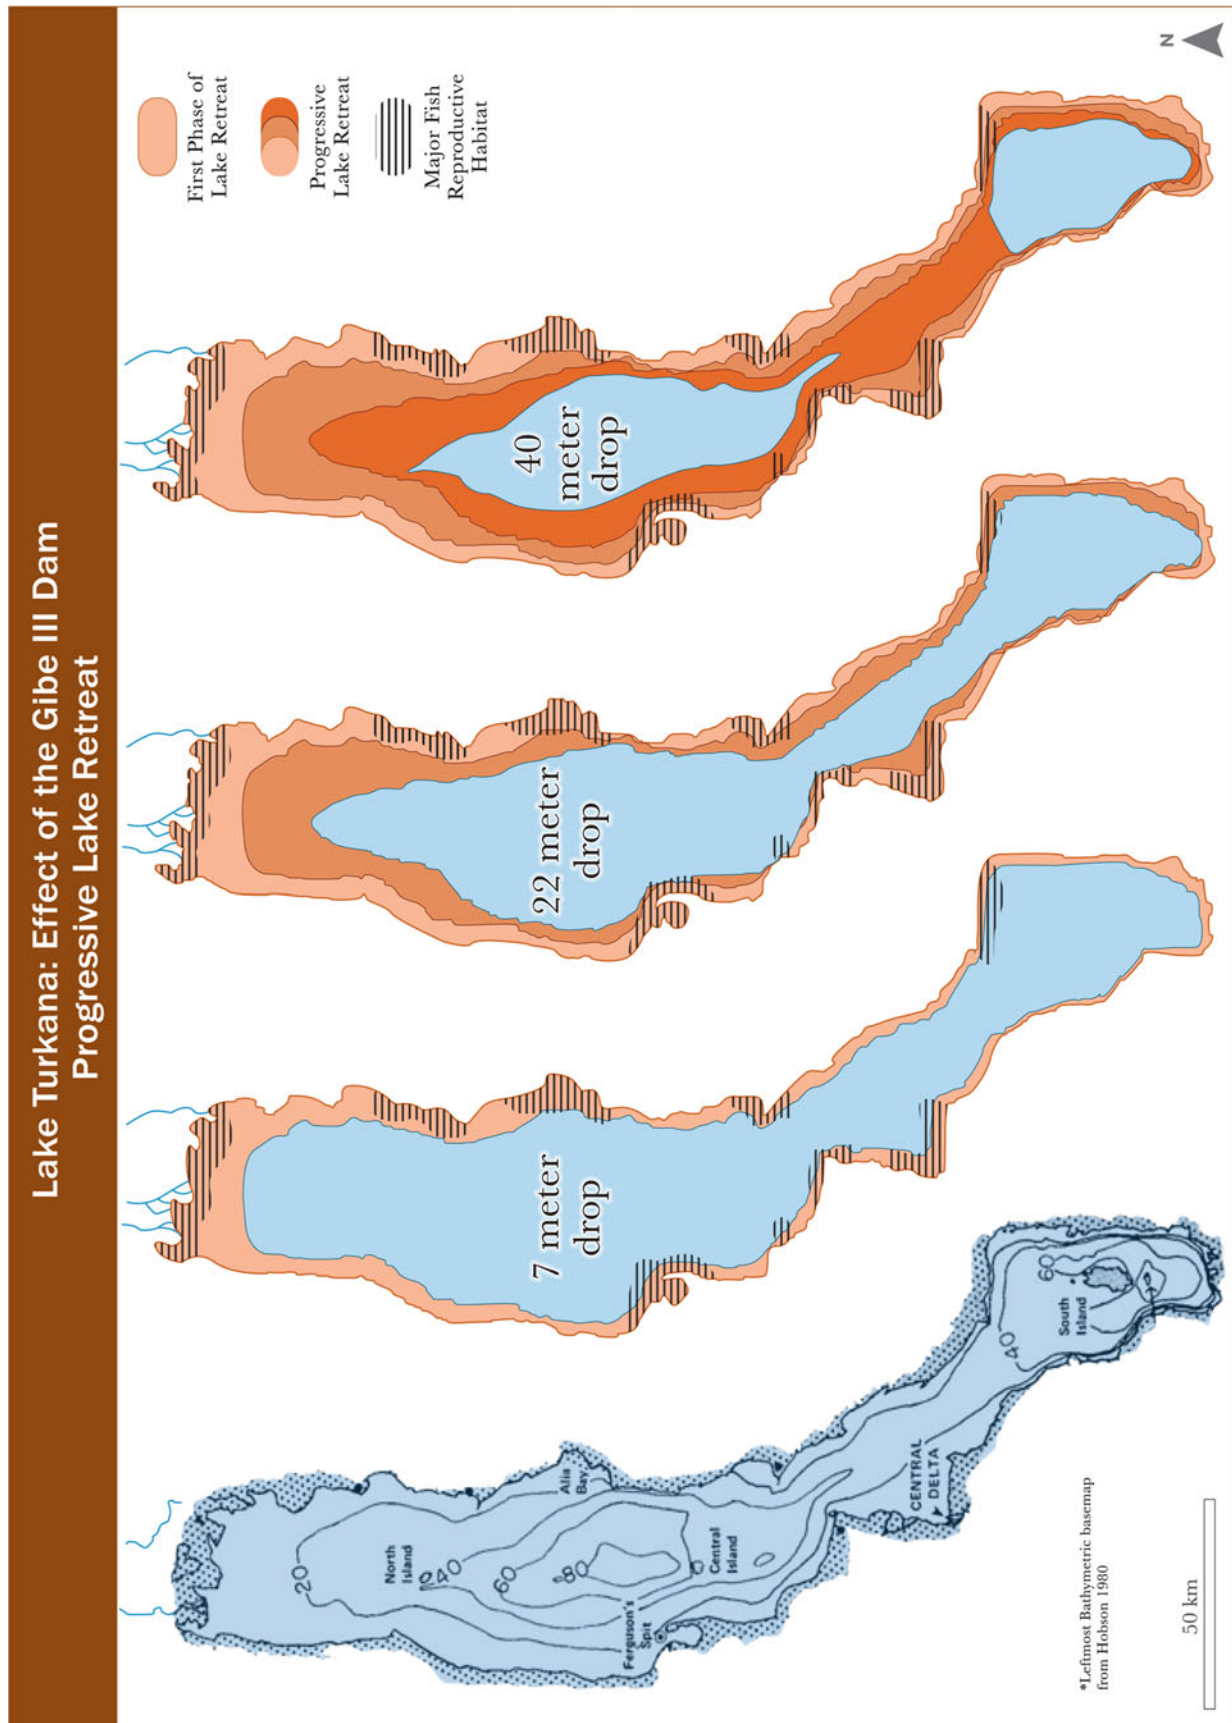 Lake Turkana: Effect of the Gibe III Dam
Progressive Lake Retreat
First Phase of
Lake Retreat
Progressive
Lake Retreat
Major Fish
Reproductive
Habitat
N
20
North
Island
40
60
80
Alia
Bay
Ferguson's
Spit
Central
Island
CENTRAL
DELTA
40
60
South
Island
7 meter
drop
22 meter
drop
40
meter
drop
*Leftmost Bathymetric basemap
from Hobson 1980
50 km